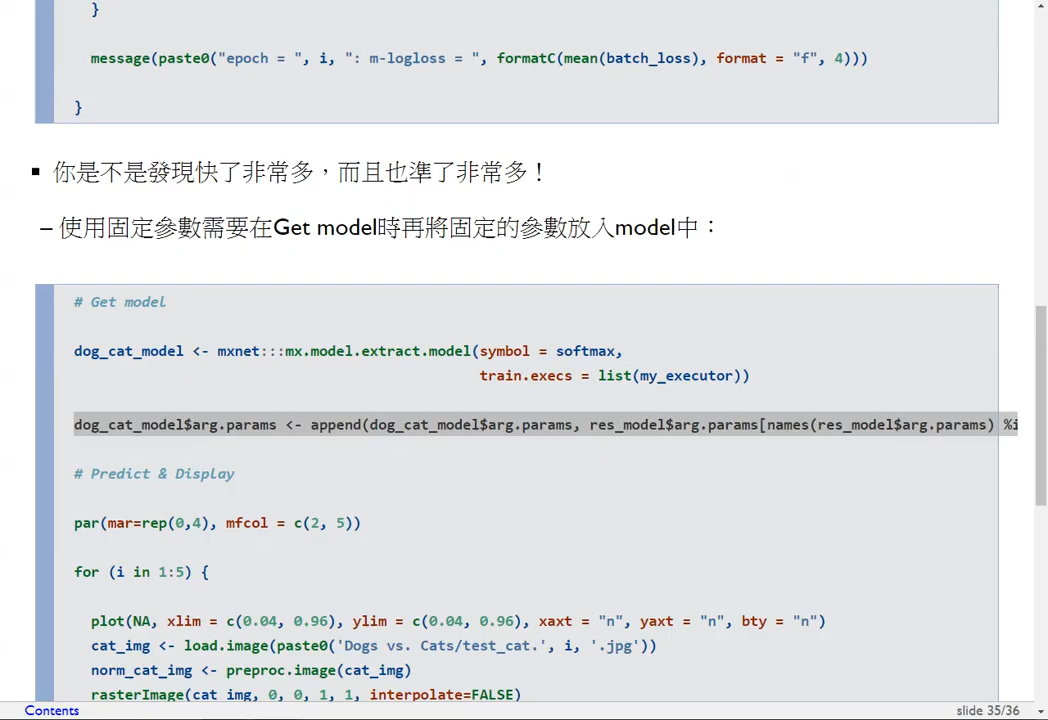 }
message(paste0("epoch = ", i, ": m-logloss = ", formatC(mean(batch_loss), format = "f", 4)))
}
▪ 你是不是發現快了非常多，而且也準了非常多！
– 使用固定參數需要在Get model時再將固定的參數放入model中：
# Get model
dog_cat_model <- mxnet:::mx.model.extract.model(symbol = softmax,
train.execs = list(my_executor))
dog_cat_model$arg.params <- append(dog_cat_model$arg.params, res_model$arg.params[names(res_model$arg.params) %i
# Predict & Display
par(mar=rep(0,4), mfcol = c(2, 5))
for (i in 1:5) {
plot(NA, xlim = c(0.04, 0.96), ylim = c(0.04, 0.96), xaxt = "n", yaxt = "n", bty = "n")
cat_img <- load.image(paste0('Dogs vs. Cats/test_cat.', i, '.jpg'))
norm_cat_img <- preproc.image(cat_img)
rasterImage(cat_img, 0, 0, 1, 1, interpolate=FALSE)
Contents
slide 35/36